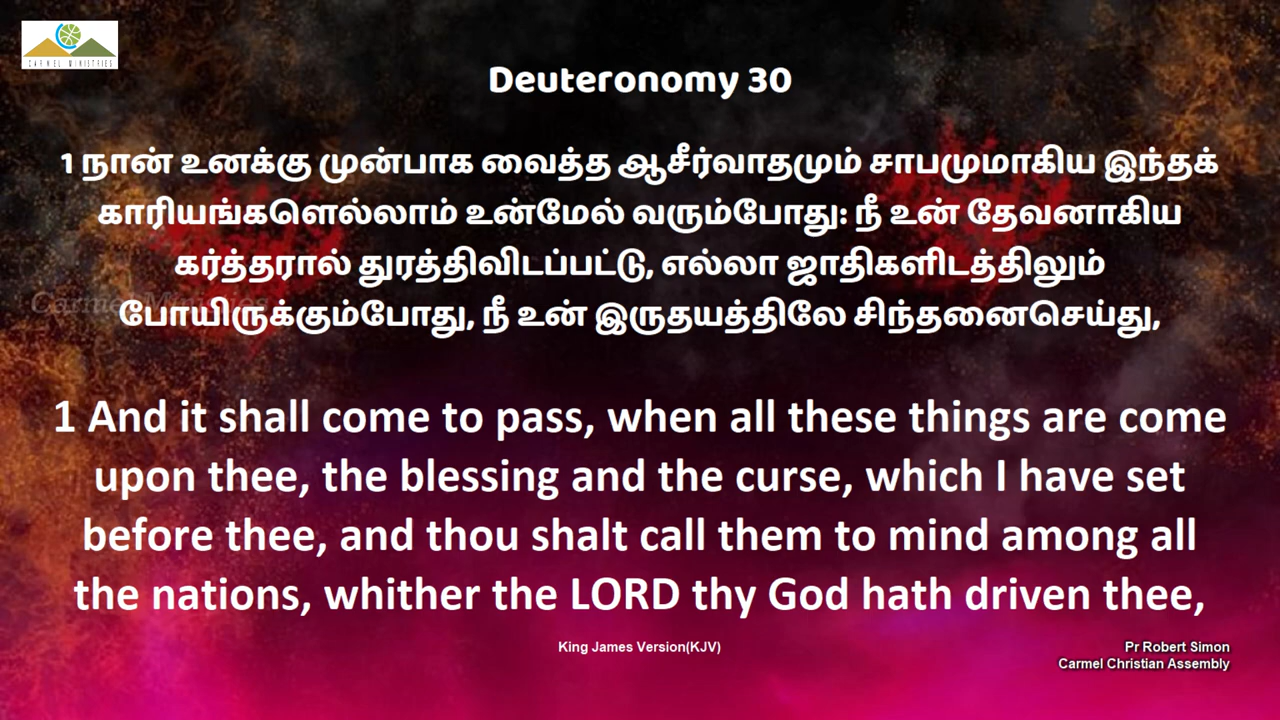 CARMEL MINISTRIES
Deuteronomy 30
1 நான் உனக்கு முன்பாக வைத்த ஆசீர்வாதமும் சாபமுமாகிய இந்தக்
காரியங்களெல்லாம் உன்மேல் வரும்போது: நீ உன் தேவனாகிய
கர்த்தரால் துரத்திவிடப்பட்டு, எல்லா ஜாதிகளிடத்திலும்
Carmel Ministries
போயிருக்கும்போது, நீ உன் இருதயத்திலே சிந்தனைசெய்து,
1 And it shall come to pass, when all these things are come
upon thee, the blessing and the curse, which I have set
before thee, and thou shalt call them to mind among all
the nations, whither the LORD thy God hath driven thee,
King James Version(KJV)
Pr Robert Simon
Carmel Christian Assembly